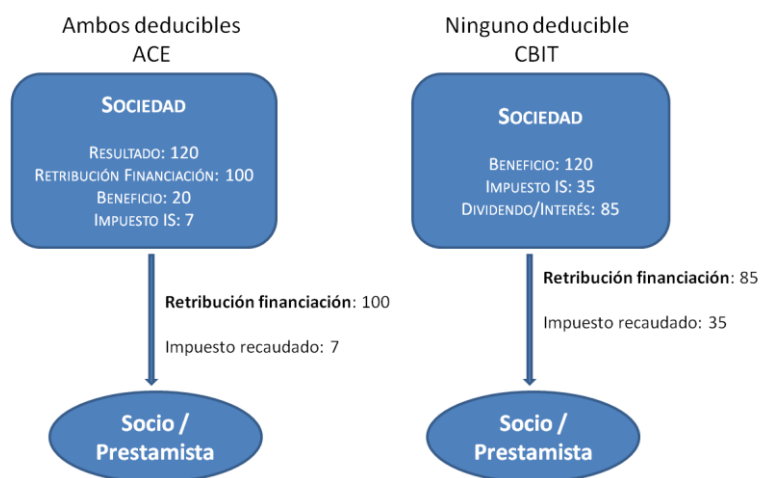 Ambos deducibles
ACE
SOCIEDAD
RESULTADO: 120
RETRIBUCIÓN FINANCIACIÓN: 100
BENEFICIO: 20
IMPUESTO IS: 7
Retribución financiación: 100
Impuesto recaudado: 7
Socio /
Prestamista
Ninguno deducible
CBIT
SOCIEDAD
BENEFICIO: 120
IMPUESTO IS: 35
DIVIDENDO/INTERÉS: 85
Retribución financiación: 85
Impuesto recaudado: 35
Socio /
Prestamista